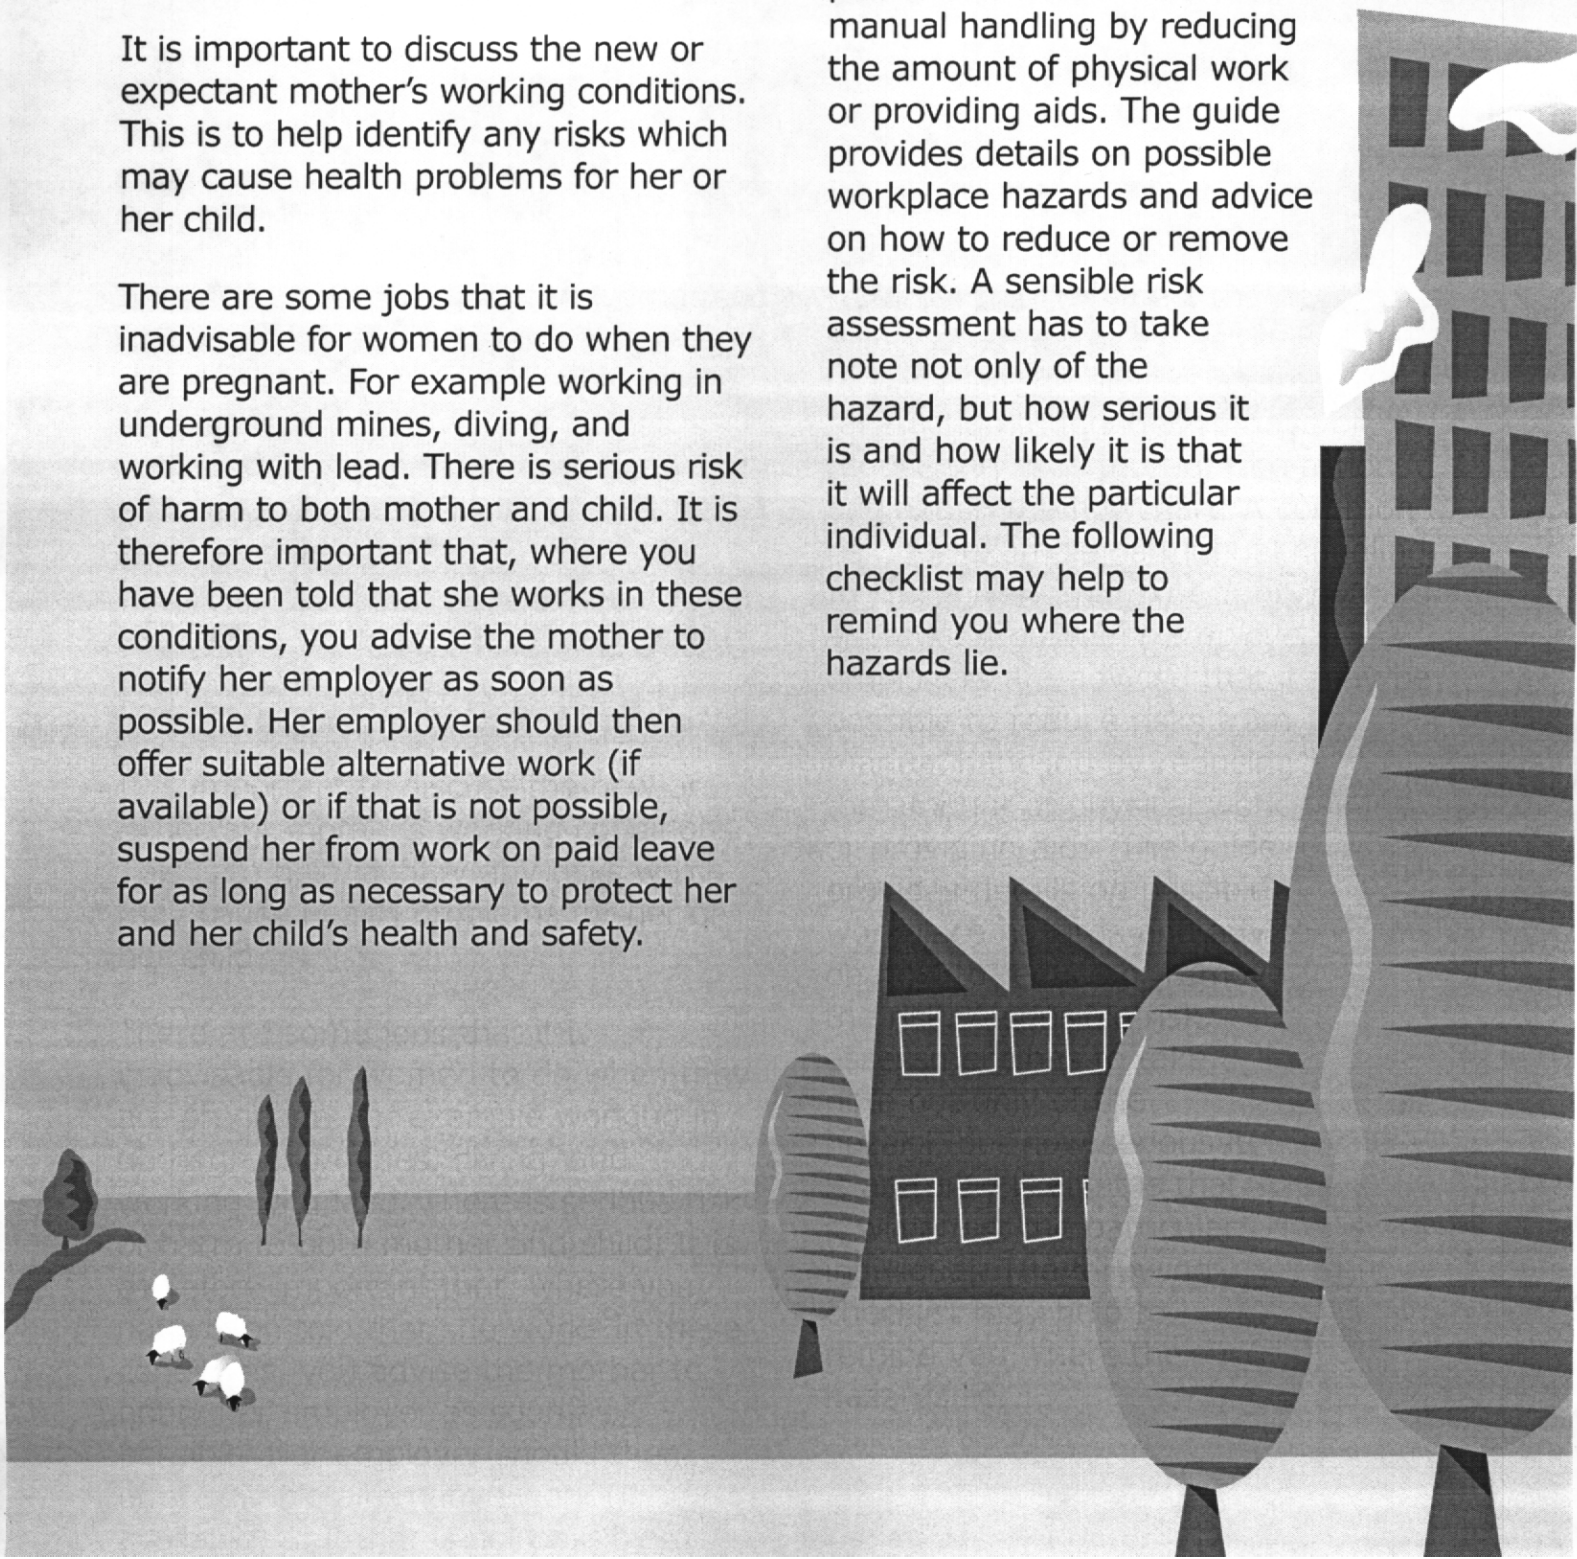 It is important to discuss the new or
expectant mother's working conditions.
This is to help identify any risks which
may cause health problems for her or
her child.
There are some jobs that it is
inadvisable for women to do when they
are pregnant. For example working in
underground mines, diving, and
working with lead. There is serious risk
of harm to both mother and child. It is
therefore important that, where you
have been told that she works in these
conditions, you advise the mother to
notify her employer as soon as
possible. Her employer should then
offer suitable alternative work (if
available) or if that is not possible,
suspend her from work on paid leave
for as long as necessary to protect her
and her child's health and safety.
manual handling by reducing
the amount of physical work
or providing aids. The guide
provides details on possible
workplace hazards and advice
on how to reduce or remove
the risk. A sensible risk
assessment has to take
note not only of the
hazard, but how serious it
is and how likely it is that
it will affect the particular
individual. The following
checklist may help to
remind you where the
hazards lie.